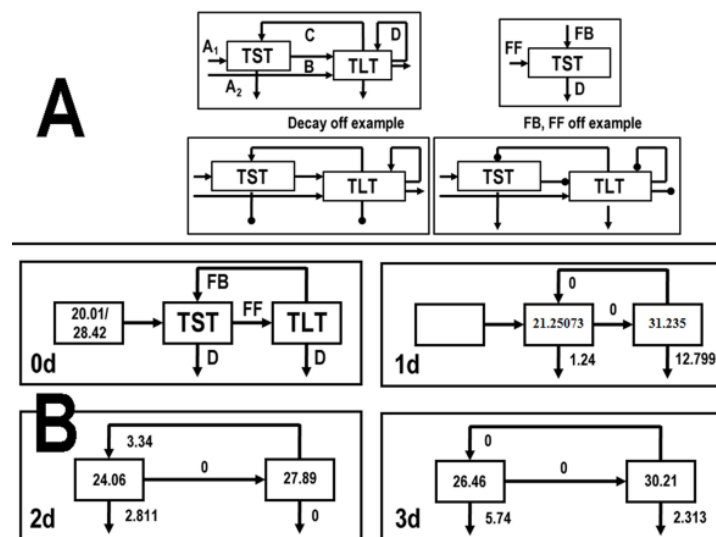 A
A1
A2
C
TST
B
TLT
D
FB
FF
TST
D
Decay off example
FB, FF off example
TST
TLT
TST
TLT
B
20.01/
28.42
FB
TST
FF
TLT
D
D
0d
0
21.25073
0
31.235
1.24
12.799
1d
3.34
24.06
0
27.89
2.811
0
2d
0
26.46
0
30.21
5.74
2.313
3d